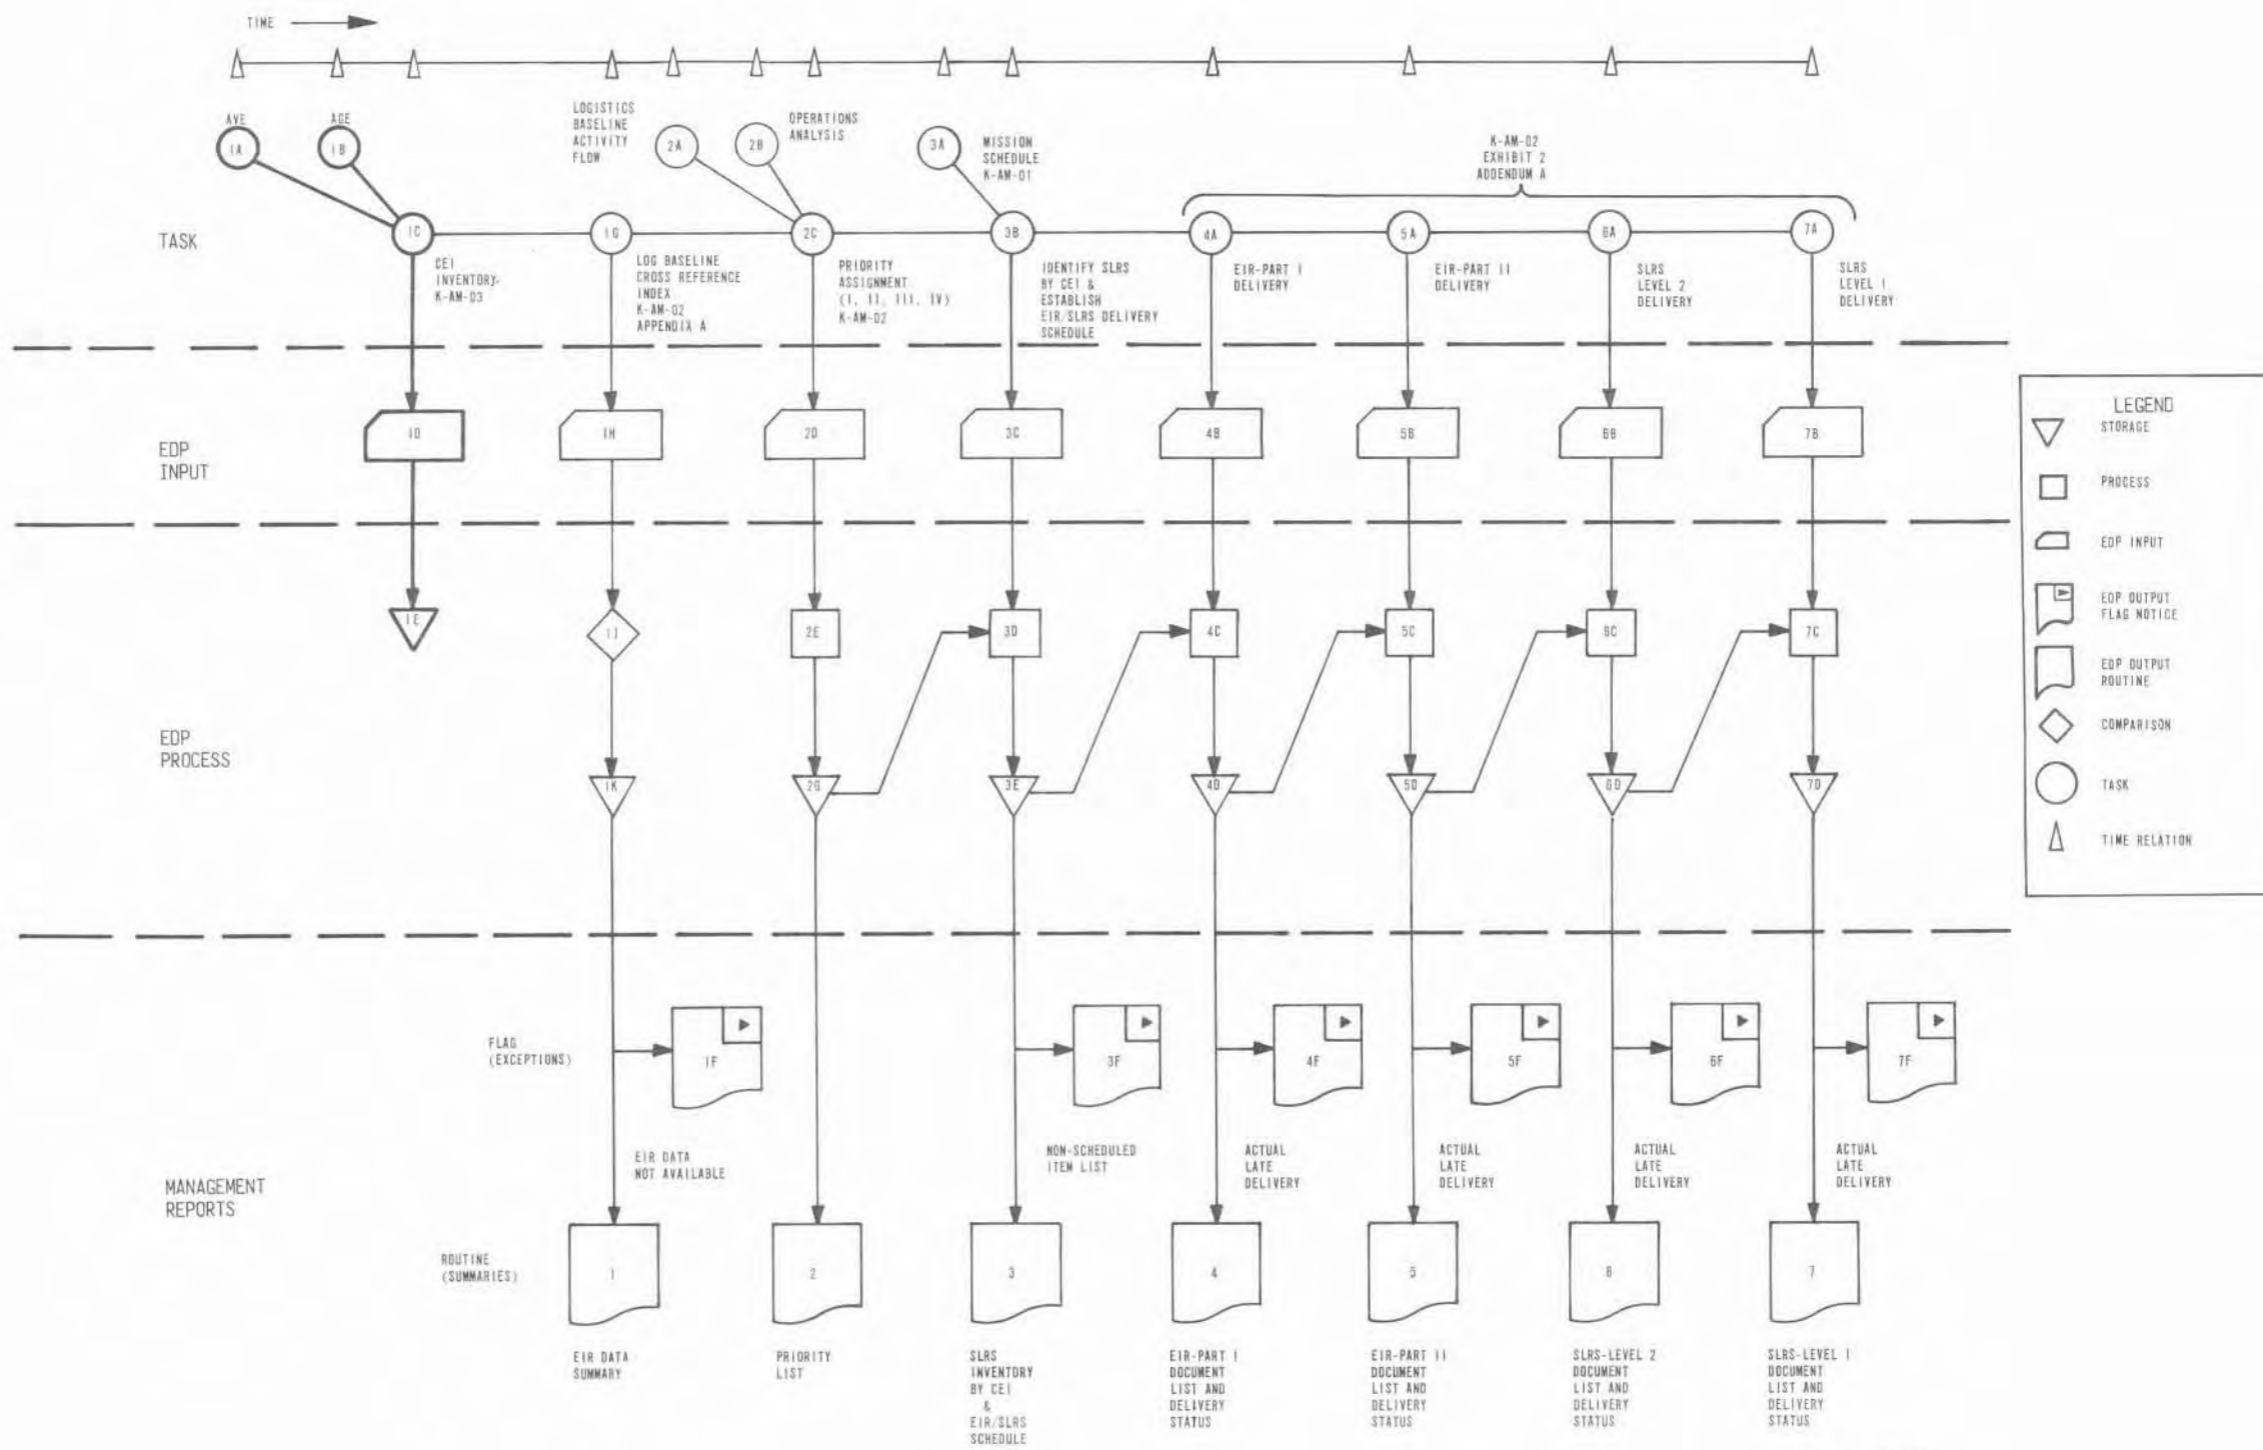 TIME
AVE
1A
AGE
1B
LOGISTICS
BASELINE
ACTIVITY
FLOW
2A
2B
OPERATIONS
ANALYSIS
3A
MISSION
SCHEDULE
K-AM-01
K-AM-02
EXHIBIT 2
ADDENDUM A
TASK
1C
1G
2C
3B
4A
5A
6A
7A
CEI
INVENTORY-
K-AM-03
LOG BASELINE
CROSS REFERENCE
INDEX
K-AM-02
APPENDIX A
PRIORITY
ASSIGNMENT
(I, II, III, IV)
K-AM-02
IDENTIFY SLRS
BY CEI &
ESTABLISH
EIR/SLRS DELIVERY
SCHEDULE
EIR-PART I
DELIVERY
EIR-PART II
DELIVERY
SLRS
LEVEL 2
DELIVERY
SLRS
LEVEL I
DELIVERY
EDP
INPUT
1D
1H
2D
3C
4B
5B
6B
7B
EDP
PROCESS
1E
1J
2E
3D
4C
5C
6C
7C
1K
2G
3E
4D
5D
6D
7D
LEGEND
STORAGE
PROCESS
EDP INPUT
EDP OUTPUT
FLAG NOTICE
EDP OUTPUT
ROUTINE
COMPARISON
TASK
TIME RELATION
MANAGEMENT
REPORTS
FLAG
(EXCEPTIONS)
1F
3F
4F
5F
6F
7F
EIR DATA
NOT AVAILABLE
NON-SCHEDULED
ITEM LIST
ACTUAL
LATE
DELIVERY
ACTUAL
LATE
DELIVERY
ACTUAL
LATE
DELIVERY
ACTUAL
LATE
DELIVERY
ROUTINE
(SUMMARIES)
1
2
3
4
5
6
7
EIR DATA
SUMMARY
PRIORITY
LIST
SLRS
INVENTORY
BY CEI
&
EIR/SLRS
SCHEDULE
EIR-PART I
DOCUMENT
LIST AND
DELIVERY
STATUS
EIR-PART II
DOCUMENT
LIST AND
DELIVERY
STATUS
SLRS-LEVEL 2
DOCUMENT
LIST AND
DELIVERY
STATUS
SLRS-LEVEL I
DOCUMENT
LIST AND
DELIVERY
STATUS